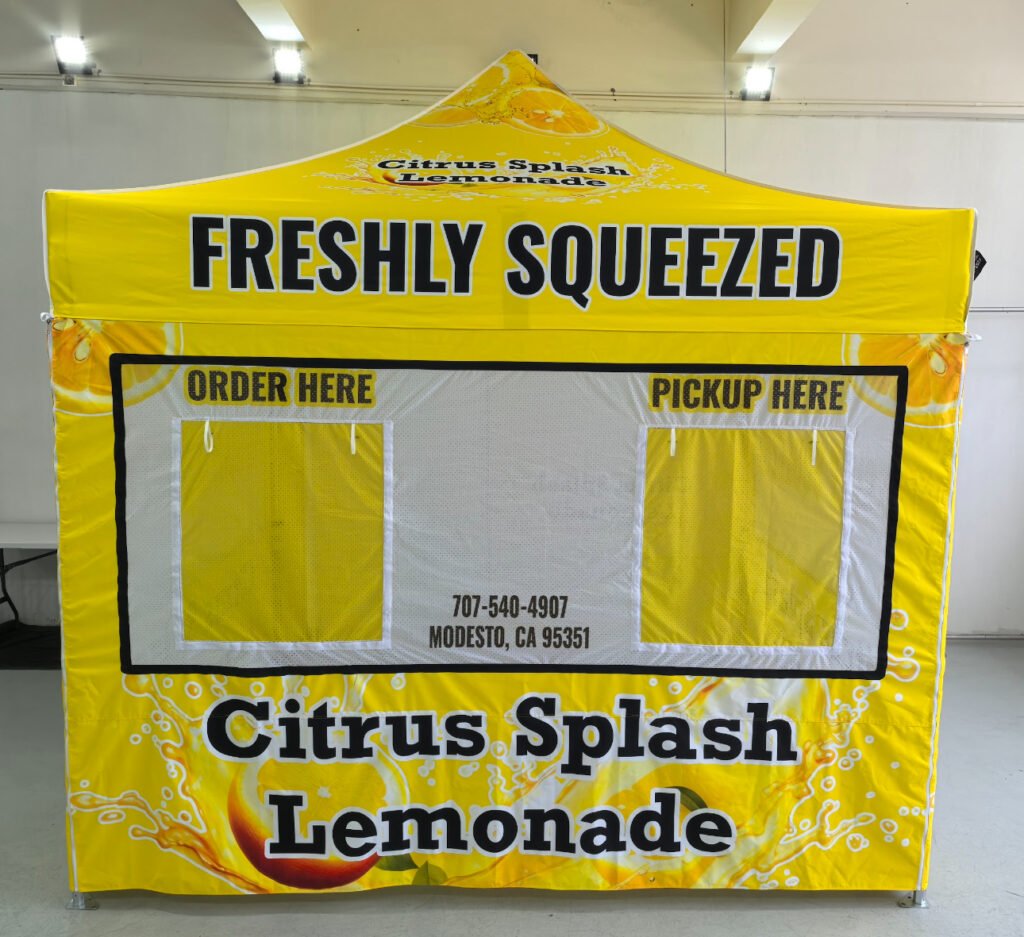 Citrus Splash
Lemonade
FRESHLY SQUEEZED
ORDER HERE
PICKUP HERE
707-540-4907
MODESTO, CA 95351
Citrus Splash
Lemonade